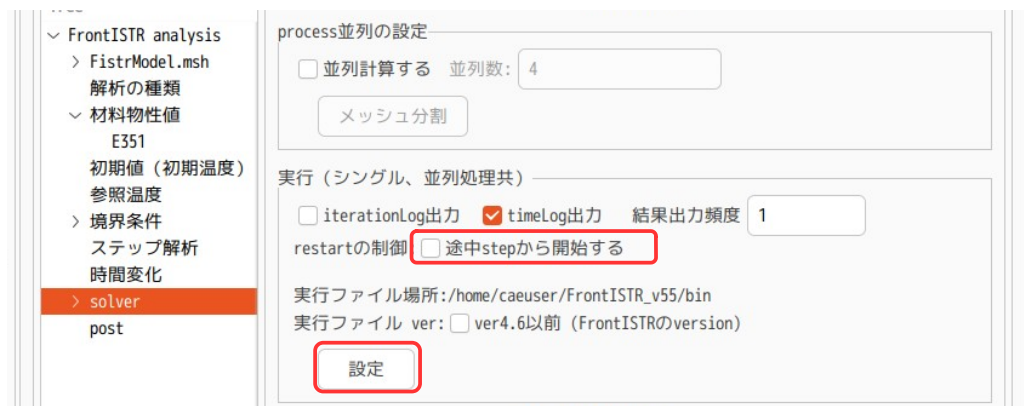 FrontISTR analysis
FistrModel.msh
解析の種類
材料物性値
E351
初期値（初期温度）
参照温度
境界条件
ステップ解析
時間変化
solver
post
process並列の設定
並列計算する 並列数: 4
メッシュ分割
実行（シングル、並列処理共）
iterationLog出力 timeLog出力 結果出力頻度 1
restartの制御: 途中stepから開始する
実行ファイル場所:/home/caeuser/FrontISTR_v55/bin
実行ファイル ver: ver4.6以前（FrontISTRのversion）
設定